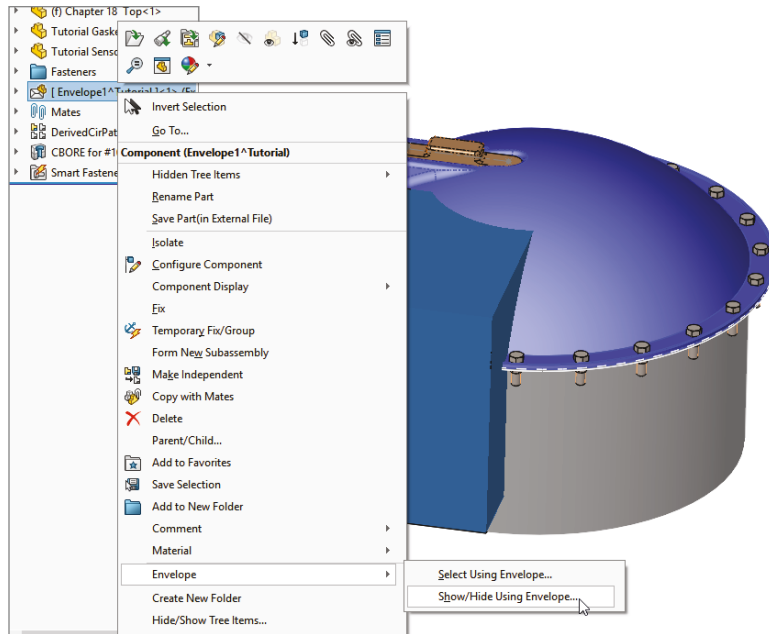 (f) Chapter 18 Top<1>
Tutorial Gaske
Tutorial Senso
Fasteners
[ Envelope1^Tutorial ]<1> (Ex
Mates
DerivedCirPat
CBORE for #1
Smart Fastene
Invert Selection
Go To...
Component (Envelope1^Tutorial)
Hidden Tree Items
Rename Part
Save Part(in External File)
Isolate
Configure Component
Component Display
Fix
Temporary Fix/Group
Form New Subassembly
Make Independent
Copy with Mates
Delete
Parent/Child...
Add to Favorites
Save Selection
Add to New Folder
Comment
Material
Envelope
Select Using Envelope...
Show/Hide Using Envelope...
Create New Folder
Hide/Show Tree Items...